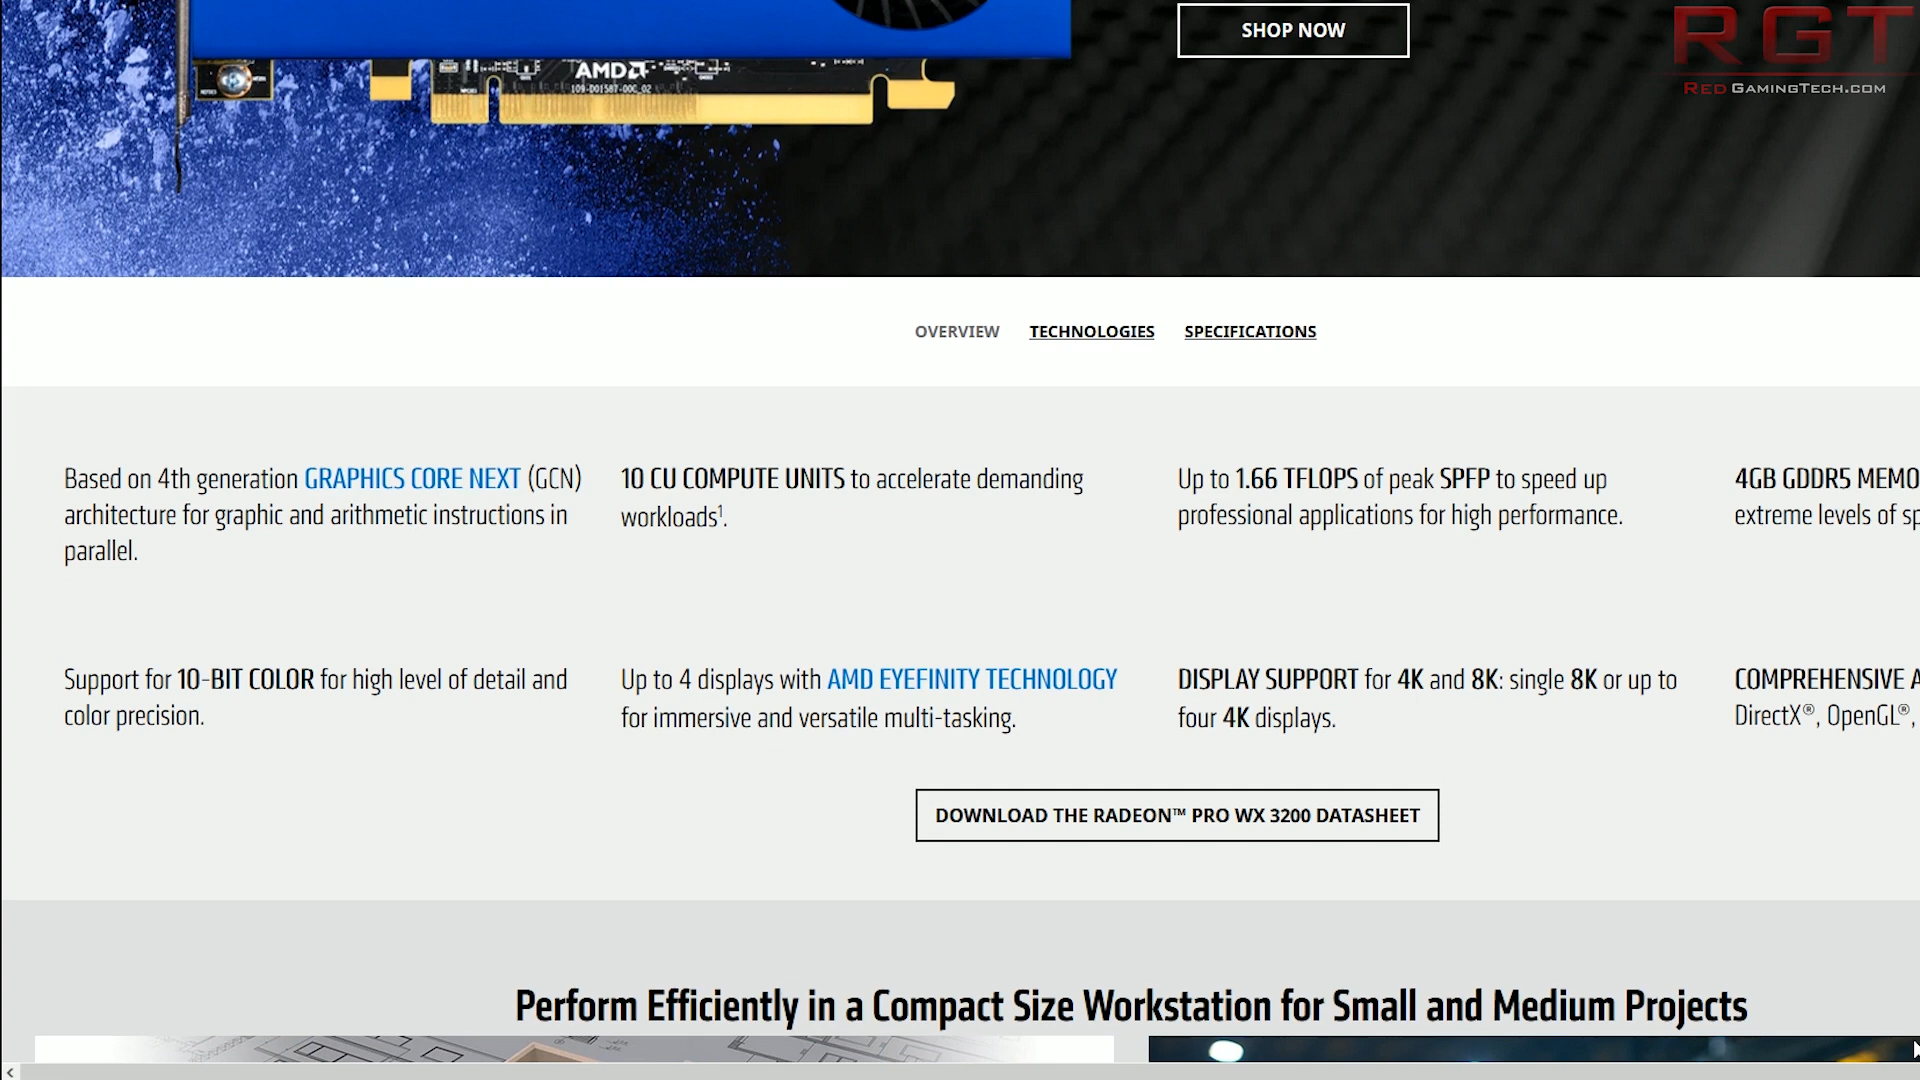 SHOP NOW
RGT
RED GAMINGTECH.COM
AMD
109-D01587-00C_02
OVERVIEW TECHNOLOGIES SPECIFICATIONS
Based on 4th generation GRAPHICS CORE NEXT (GCN)
architecture for graphic and arithmetic instructions in
parallel.
10 CU COMPUTE UNITS to accelerate demanding
workloads¹.
Up to 1.66 TFLOPS of peak SPFP to speed up
professional applications for high performance.
4GB GDDR5 MEMO
extreme levels of sp
Support for 10-BIT COLOR for high level of detail and
color precision.
Up to 4 displays with AMD EYEFINITY TECHNOLOGY
for immersive and versatile multi-tasking.
DISPLAY SUPPORT for 4K and 8K: single 8K or up to
four 4K displays.
COMPREHENSIVE A
DirectX®, OpenGL®,
DOWNLOAD THE RADEON™ PRO WX 3200 DATASHEET
Perform Efficiently in a Compact Size Workstation for Small and Medium Projects